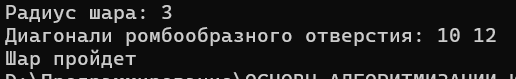 Радиус шара: 3
Диагонали ромбообразного отверстия: 10 12
Шар пройдет